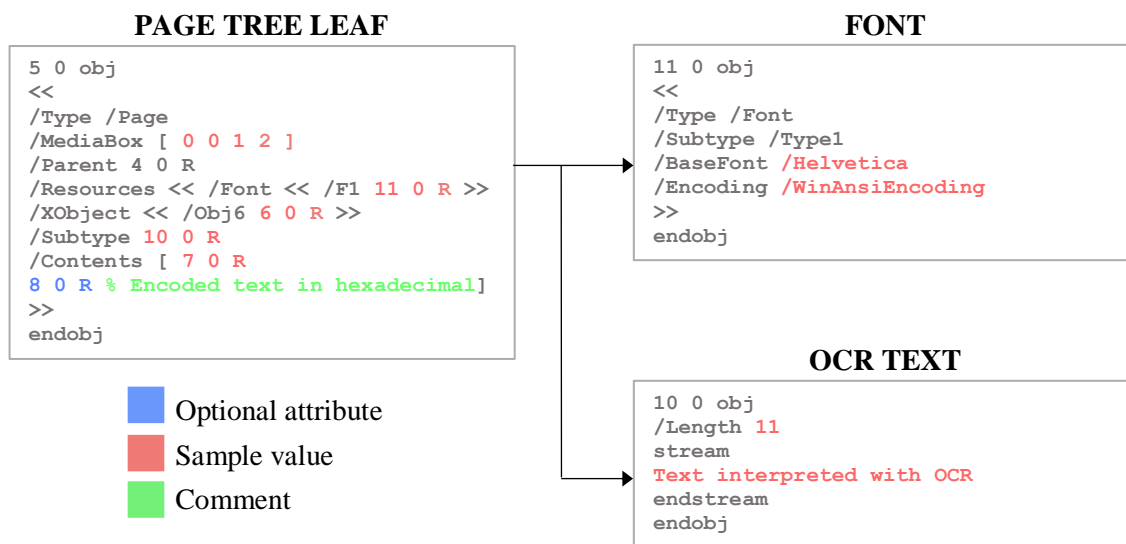 PAGE TREE LEAF
5 0 obj
<<
/Type /Page
/MediaBox [ 0 0 1 2 ]
/Parent 4 0 R
/Resources << /Font << /F1 11 0 R >>
/XObject << /Obj6 6 0 R >>
/Subtype 10 0 R
/Contents [ 7 0 R
8 0 R % Encoded text in hexadecimal]
>>
endobj
Optional attribute
Sample value
Comment
FONT
11 0 obj
<<
/Type /Font
/Subtype /Type1
/BaseFont /Helvetica
/Encoding /WinAnsiEncoding
>>
endobj
OCR TEXT
10 0 obj
/Length 11
stream
Text interpreted with OCR
endstream
endobj